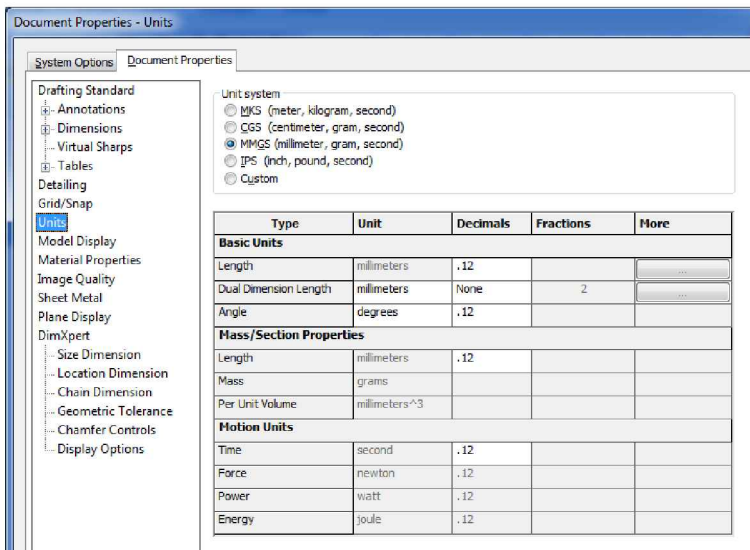 Document Properties - Units
System Options Document Properties
Drafting Standard
Annotations
Dimensions
Virtual Sharps
Tables
Detailing
Grid/Snap
Units
Model Display
Material Properties
Image Quality
Sheet Metal
Plane Display
DimXpert
Size Dimension
Location Dimension
Chain Dimension
Geometric Tolerance
Chamfer Controls
Display Options
Unit system
MKS (meter, kilogram, second)
CGS (centimeter, gram, second)
MMGS (millimeter, gram, second)
IPS (inch, pound, second)
Custom
Type Unit Decimals Fractions More
Basic Units
Length millimeters .12 ...
Dual Dimension Length millimeters None 2 ...
Angle degrees .12
Mass/Section Properties
Length millimeters .12
Mass grams
Per Unit Volume millimeters^3
Motion Units
Time second .12
Force newton .12
Power watt .12
Energy joule .12